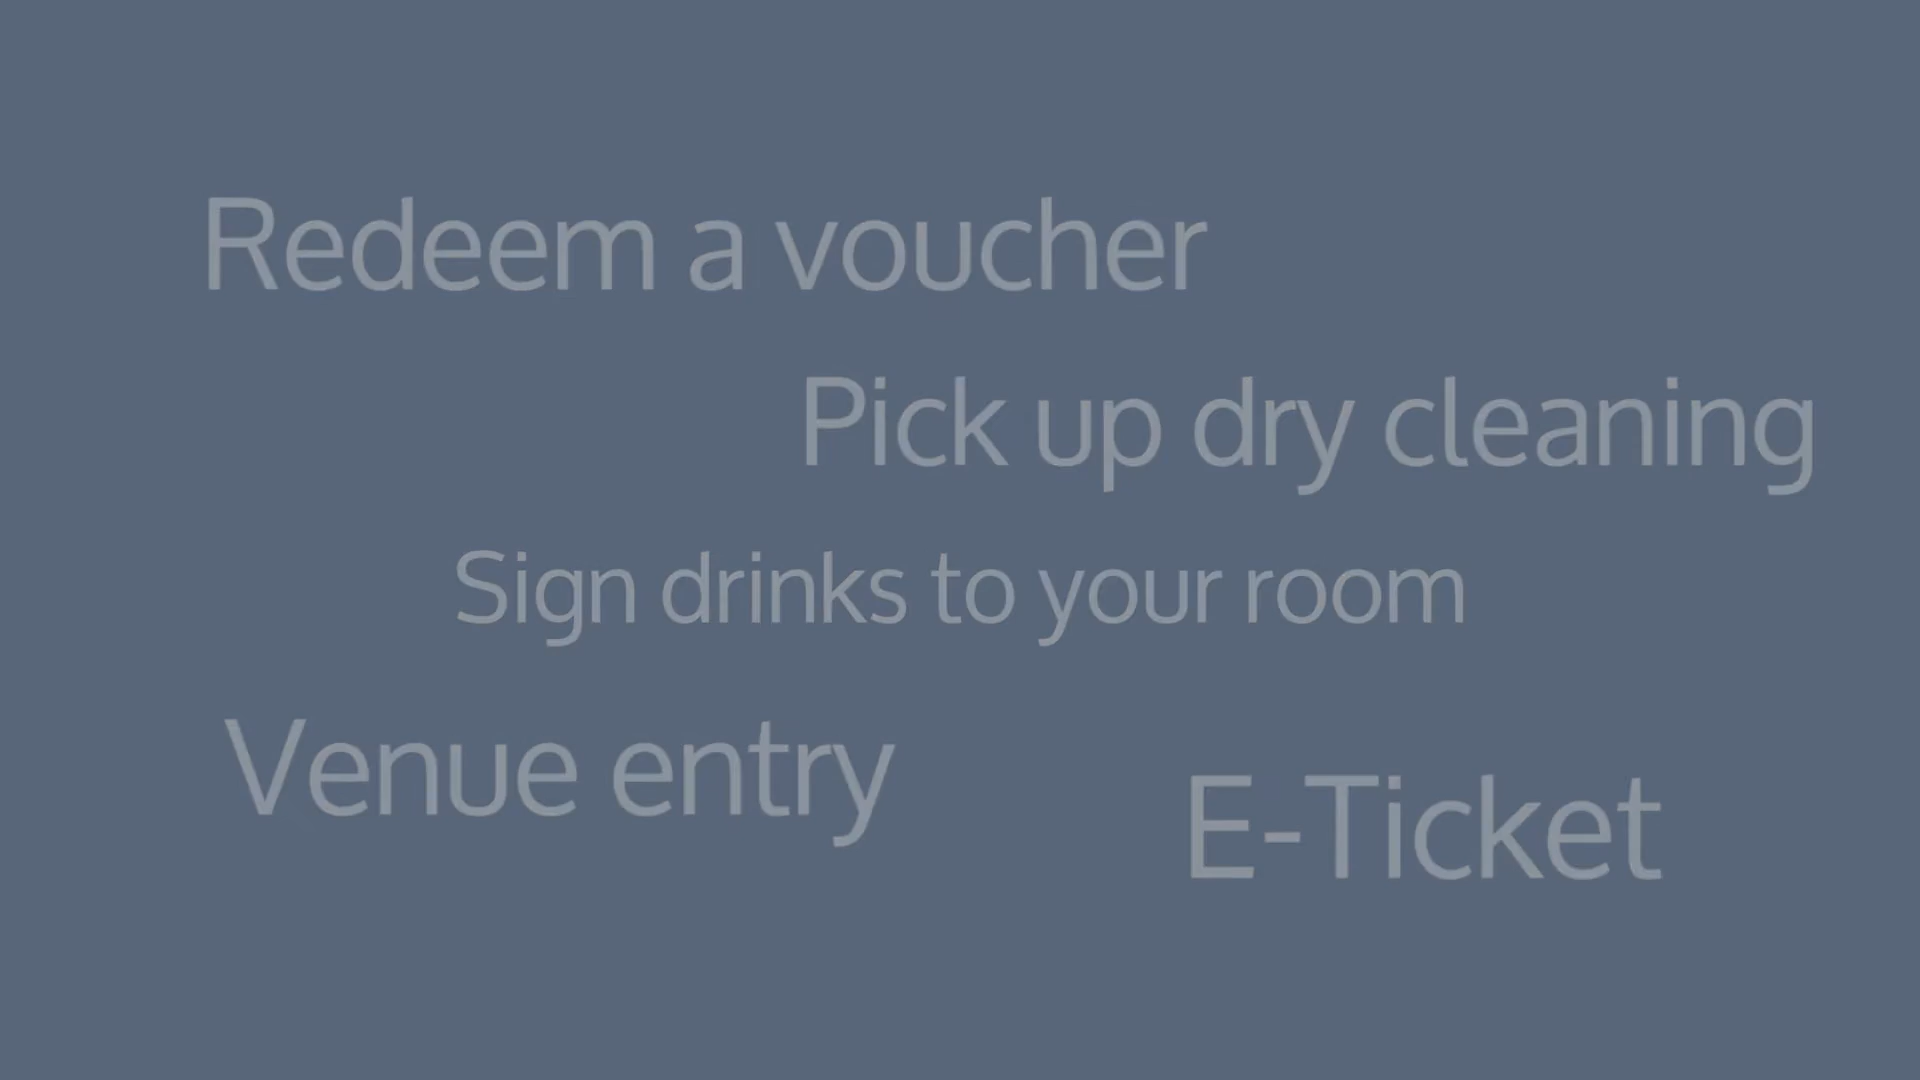 Redeem a voucher
Pick up dry cleaning
Sign drinks to your room
Venue entry
E-Ticket